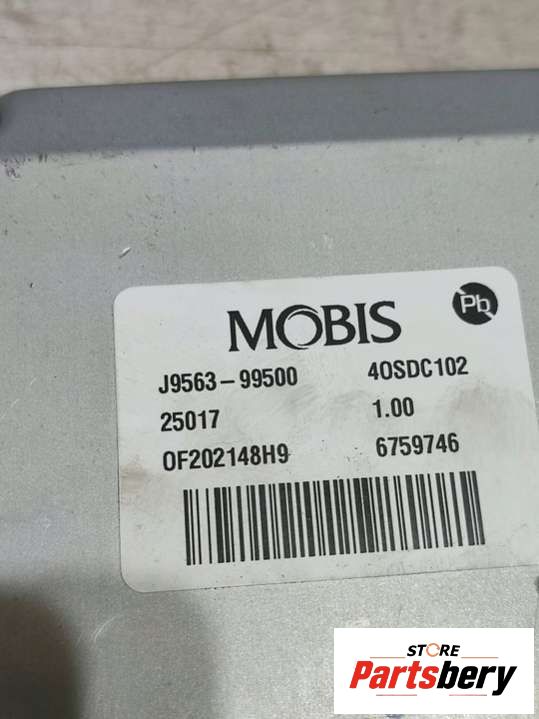 MOBIS
Pb
J9563-99500 40SDC102
25017 1.00
0F202148H9 6759746
STORE
Partsbery